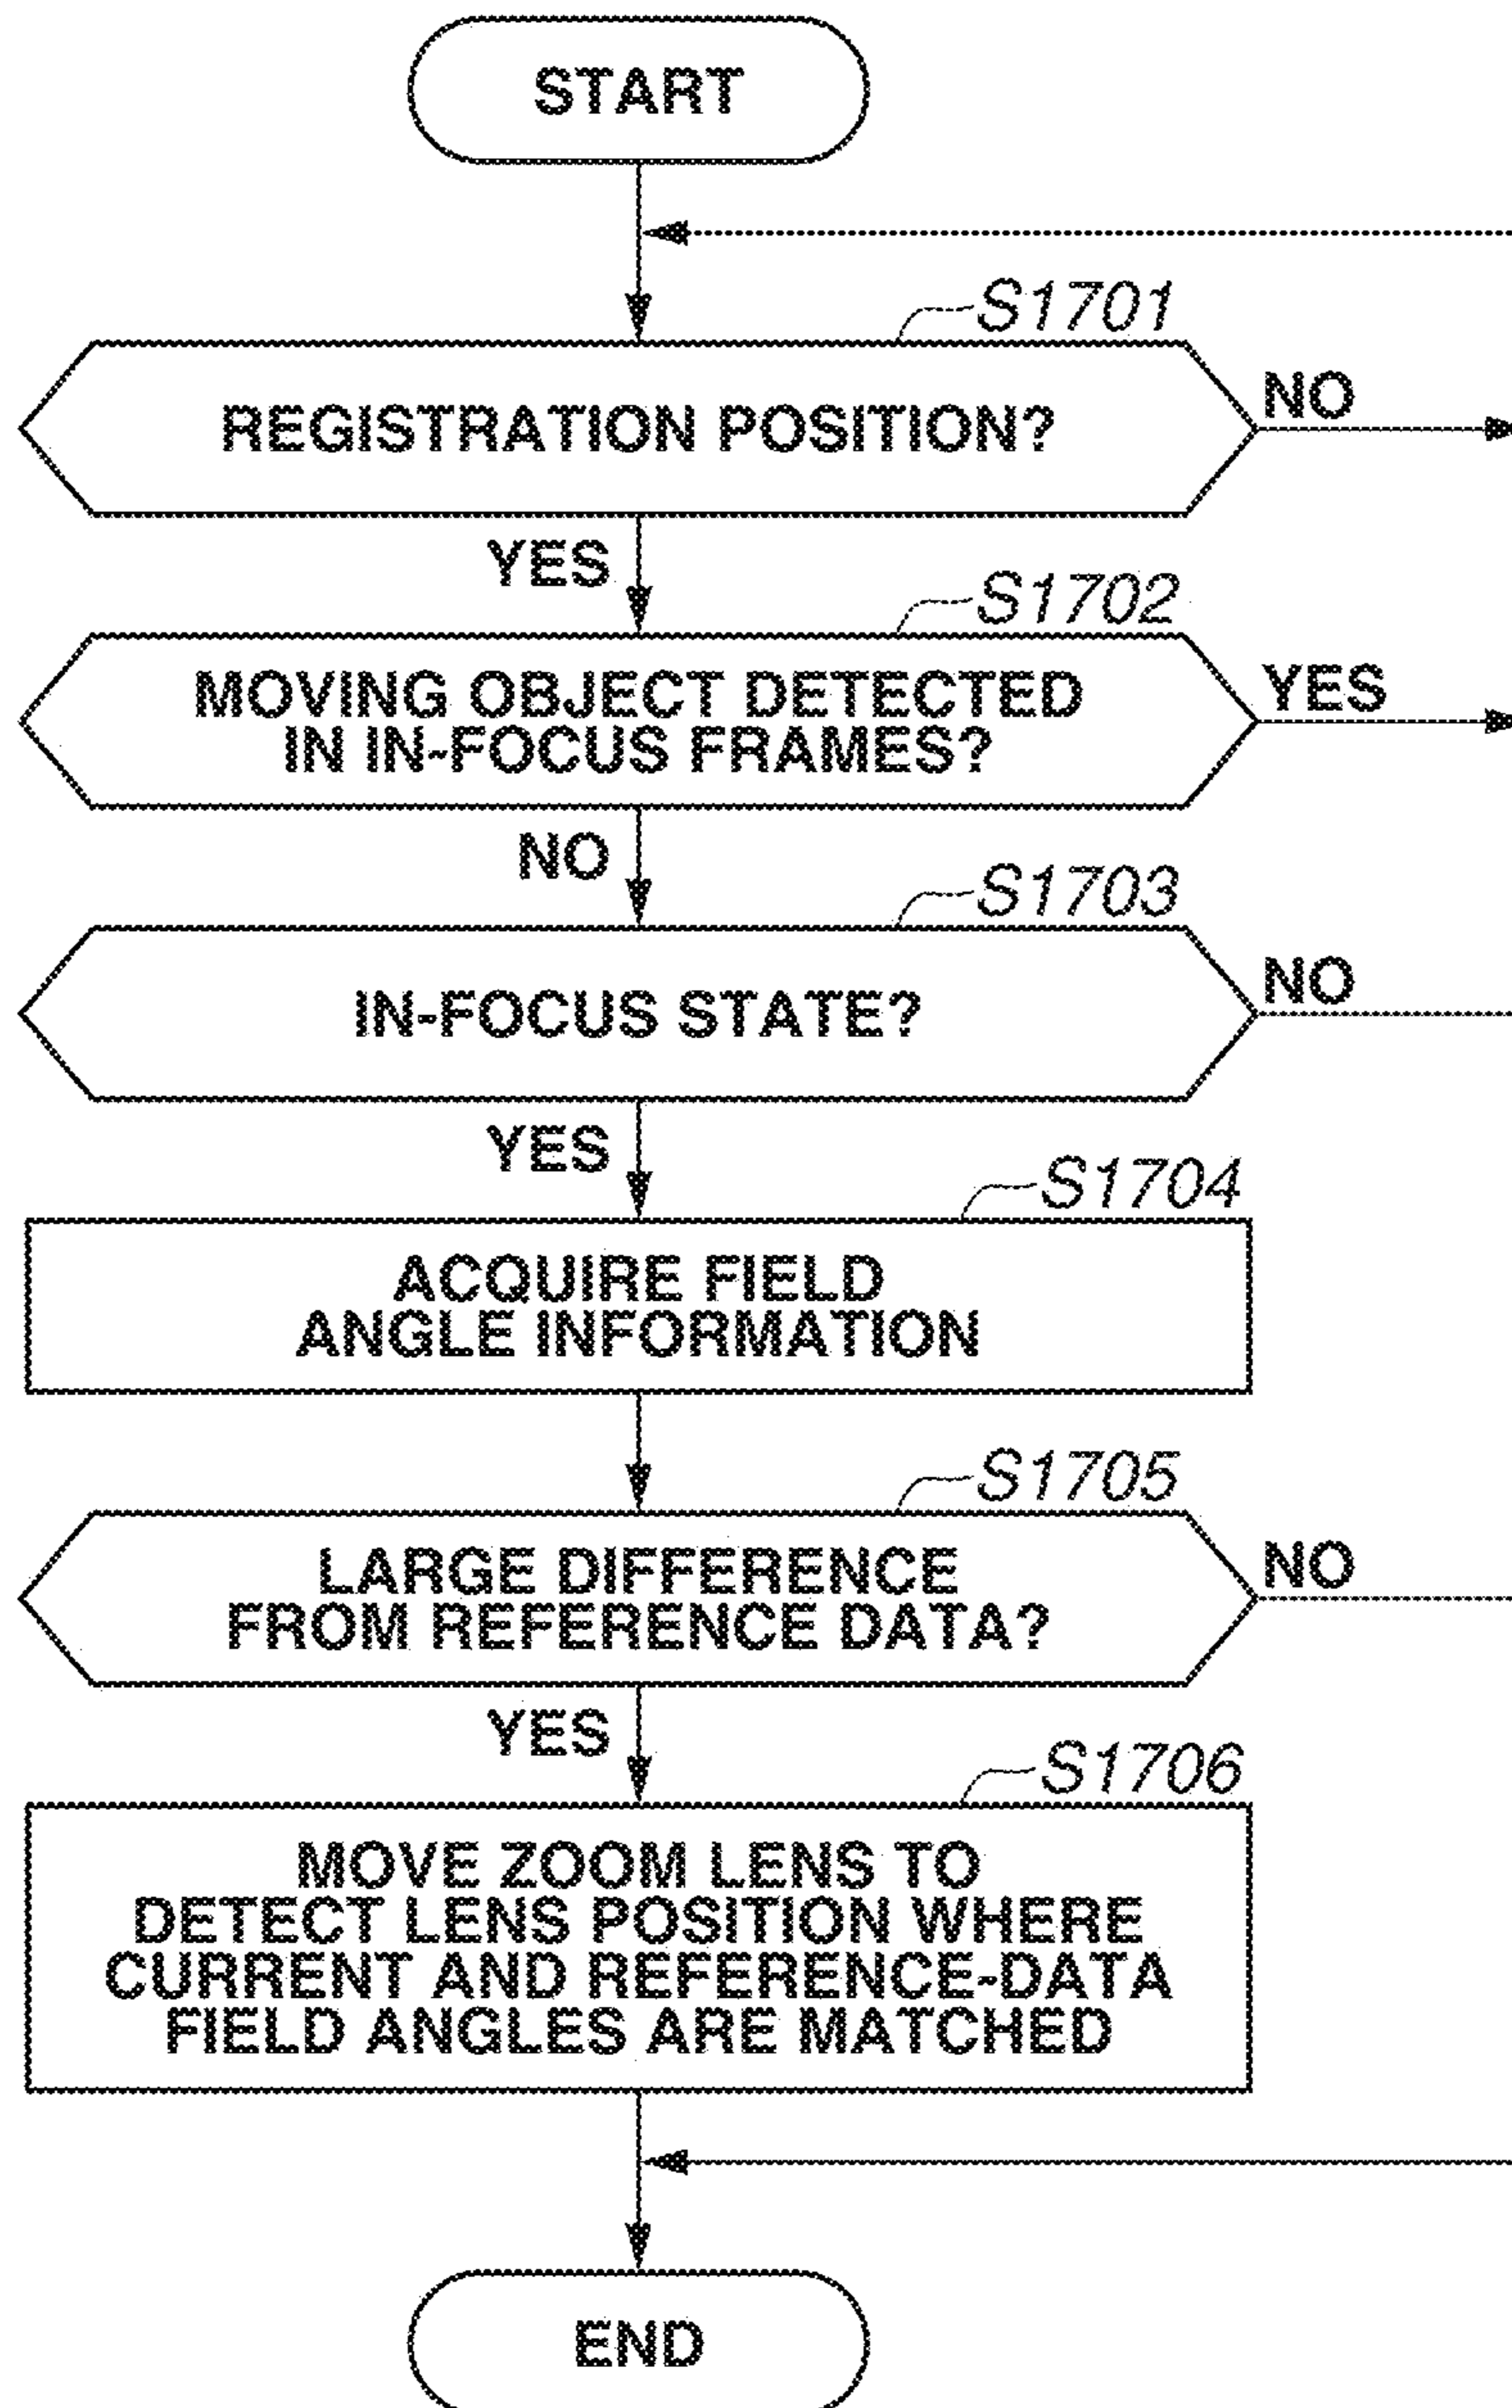 START
S1701
REGISTRATION POSITION?
NO
YES
S1702
MOVING OBJECT DETECTED
IN IN-FOCUS FRAMES?
YES
NO
S1703
IN-FOCUS STATE?
NO
YES
S1704
ACQUIRE FIELD
ANGLE INFORMATION
S1705
LARGE DIFFERENCE
FROM REFERENCE DATA?
NO
YES
S1706
MOVE ZOOM LENS TO
DETECT LENS POSITION WHERE
CURRENT AND REFERENCE-DATA
FIELD ANGLES ARE MATCHED
END